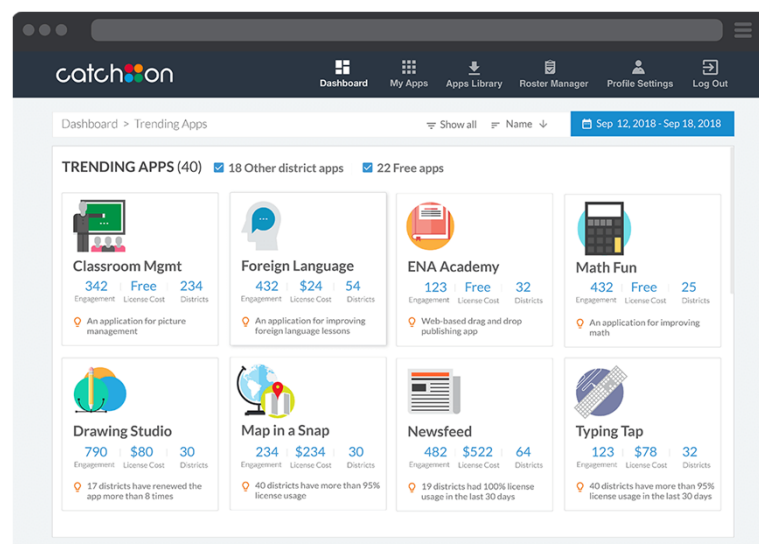 catch on
Dashboard My Apps Apps Library Roster Manager Profile Settings Log Out
Dashboard > Trending Apps Show all Name Sep 12, 2018 - Sep 18, 2018
TRENDING APPS (40) 18 Other district apps 22 Free apps
Classroom Mgmt
342 Free 234
Engagement License Cost Districts
An application for picture
management
Foreign Language
432 $24 54
Engagement License Cost Districts
An application for improving
foreign language lessons
ENA Academy
123 Free 32
Engagement License Cost Districts
Web-based drag and drop
publishing app
Math Fun
432 Free 25
Engagement License Cost Districts
An application for improving
math
Drawing Studio
790 $80 30
Engagement License Cost Districts
17 districts have renewed the
app more than 8 times
Map in a Snap
234 $234 30
Engagement License Cost Districts
40 districts have more than 95%
license usage
Newsfeed
482 $522 64
Engagement License Cost Districts
19 districts had 100% license
usage in the last 30 days
Typing Tap
123 $78 32
Engagement License Cost Districts
40 districts have more than 95%
license usage in the last 30 days